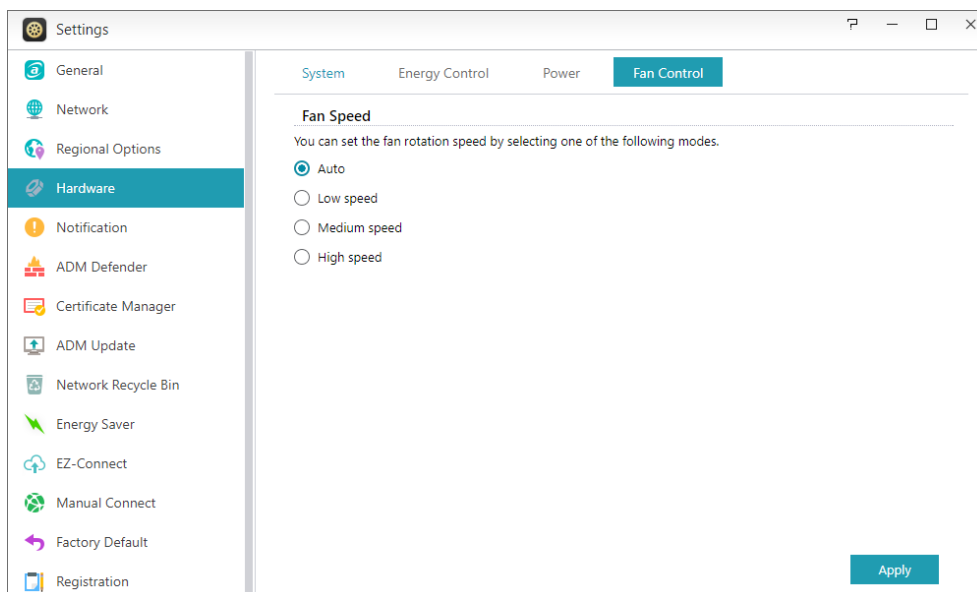 Settings
General
Network
Regional Options
Hardware
Notification
ADM Defender
Certificate Manager
ADM Update
Network Recycle Bin
Energy Saver
EZ-Connect
Manual Connect
Factory Default
Registration
System Energy Control Power Fan Control
Fan Speed
You can set the fan rotation speed by selecting one of the following modes.
Auto
Low speed
Medium speed
High speed
Apply